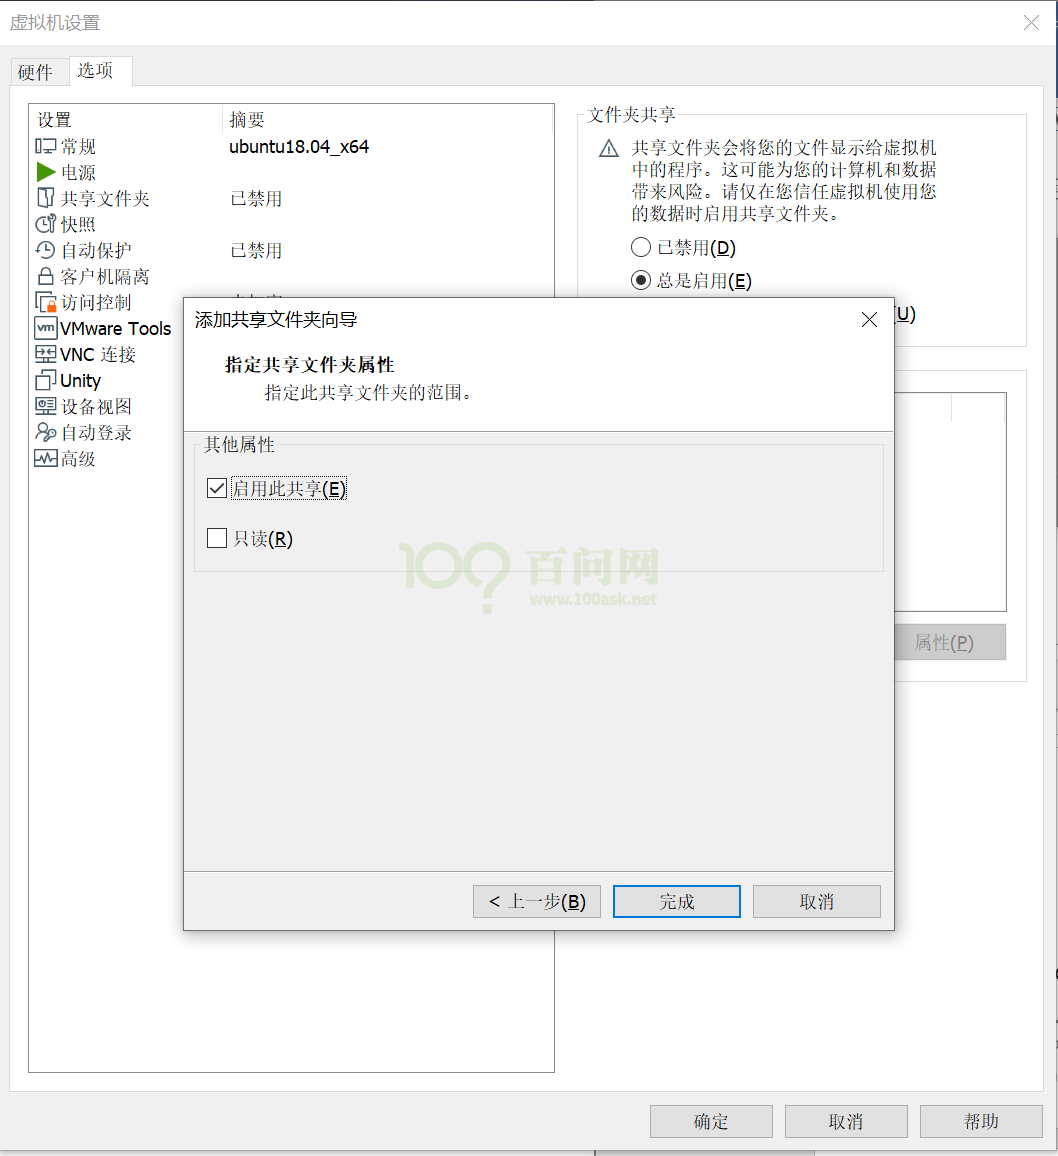 虚拟机设置
硬件 选项
设置 摘要
常规 ubuntu18.04_x64
电源
共享文件夹 已禁用
快照
自动保护 已禁用
客户机隔离
访问控制
VMware Tools
VNC 连接
Unity
设备视图
自动登录
高级
文件夹共享
共享文件夹会将您的文件显示给虚拟机
中的程序。这可能为您的计算机和数据
带来风险。请仅在您信任虚拟机使用您
的数据时启用共享文件夹。
已禁用(D)
总是启用(E)
(U)
属性(P)
添加共享文件夹向导
指定共享文件夹属性
指定此共享文件夹的范围。
其他属性
启用此共享(E)
只读(R)
100? 百问网
www.100ask.net
< 上一步(B) 完成 取消
确定 取消 帮助